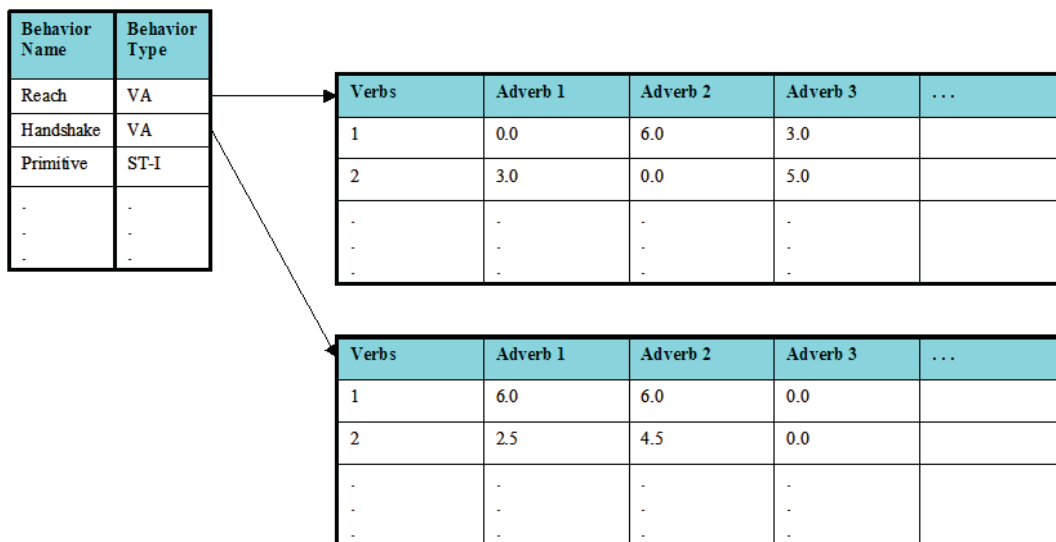 Behavior Name Behavior Type
Reach VA
Handshake VA
Primitive ST-I
. .
. .
. .
Verbs Adverb 1 Adverb 2 Adverb 3 . . .
1 0.0 6.0 3.0
2 3.0 0.0 5.0
. . . .
. . . .
. . . .
Verbs Adverb 1 Adverb 2 Adverb 3 . . .
1 6.0 6.0 0.0
2 2.5 4.5 0.0
. . . .
. . . .
. . . .